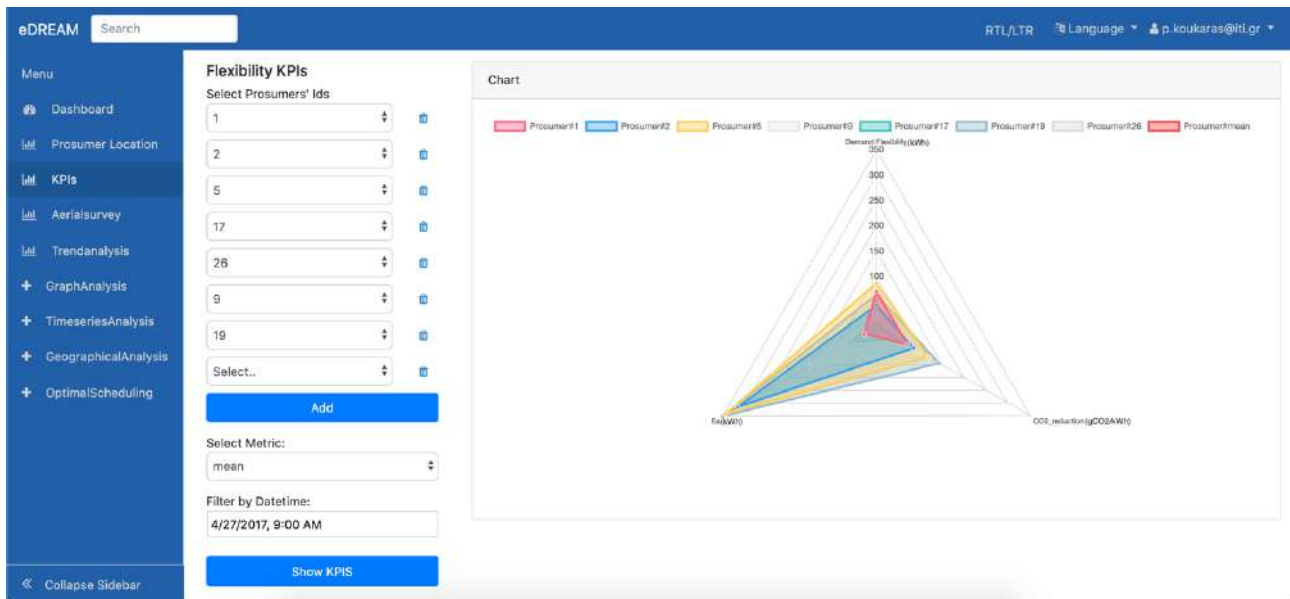 eDREAM
Search
RTL/LTR
Language
p.koukaras@iti.gr
Menu
Dashboard
Prosumer Location
KPIs
Aerialsurvey
Trendanalysis
GraphAnalysis
TimeseriesAnalysis
GeographicalAnalysis
OptimalScheduling
Collapse Sidebar
Flexibility KPIs
Select Prosumers' Ids
1
2
5
17
26
9
19
Select..
Add
Select Metric:
mean
Filter by Datetime:
4/27/2017, 9:00 AM
Show KPIS
Chart
Prosumer#1 Prosumer#2 Prosumer#5 Prosumer#9 Prosumer#17 Prosumer#19 Prosumer#26 Prosumer#mean
Demand Flexibility(kWh)
350
300
250
200
150
100
CO2_reduction(gCO2/kWh)